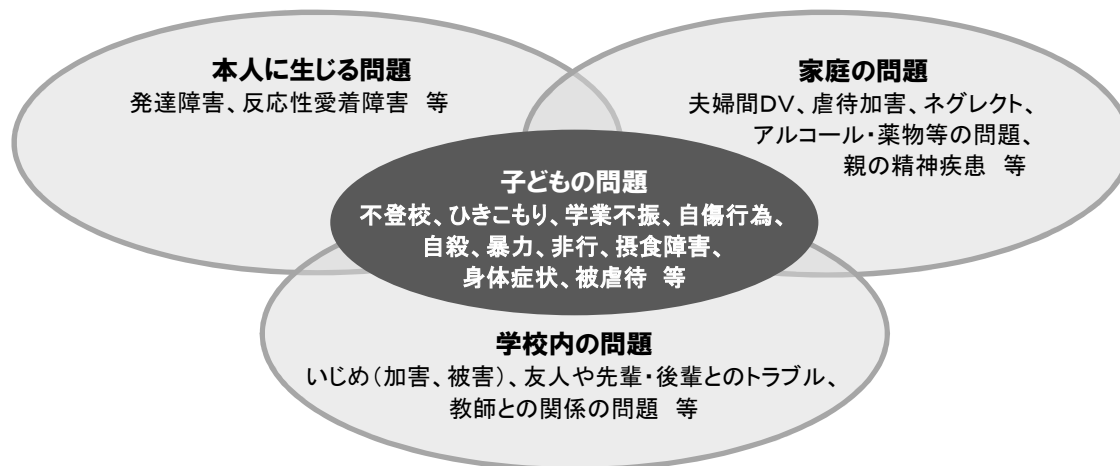 本人に生じる問題
発達障害、反応性愛着障害　等
家庭の問題
夫婦間DV、虐待加害、ネグレクト、
アルコール・薬物等の問題、
親の精神疾患　等
子どもの問題
不登校、ひきこもり、学業不振、自傷行為、
自殺、暴力、非行、摂食障害、
身体症状、被虐待　等
学校内の問題
いじめ(加害、被害)、友人や先輩・後輩とのトラブル、
教師との関係の問題　等